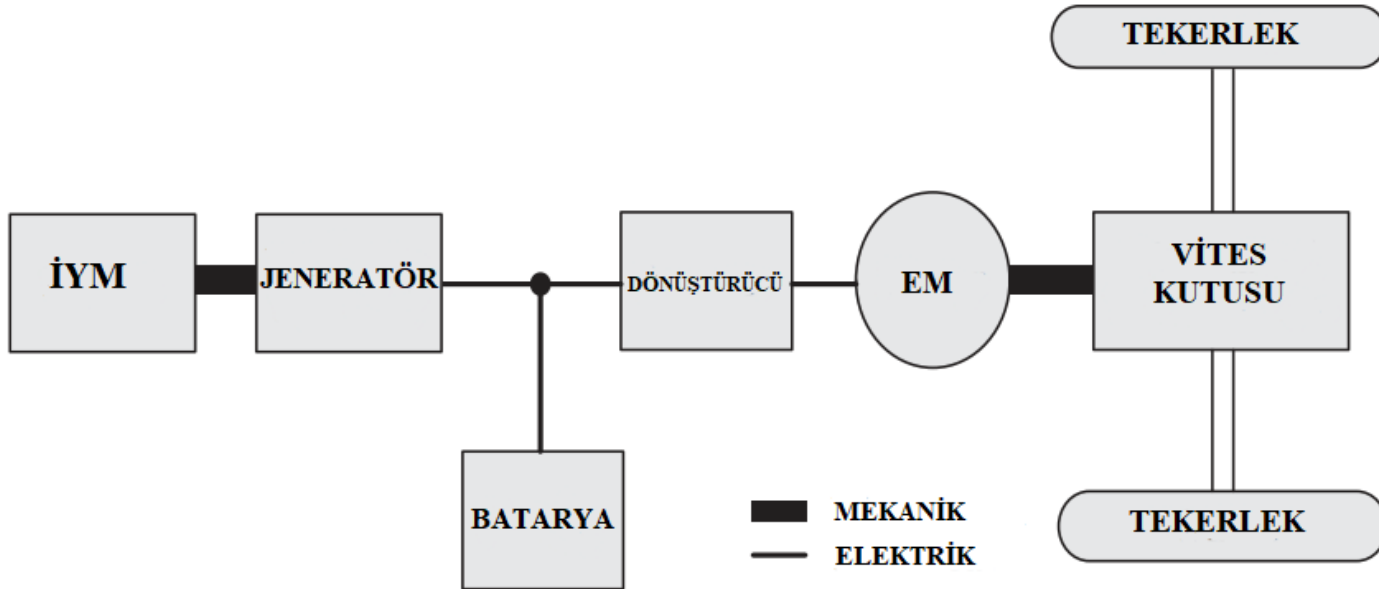 TEKERLEK
İYM
JENERATÖR
DÖNÜŞTÜRÜCÜ
EM
VİTES
KUTUSU
BATARYA
MEKANİK
ELEKTRİK
TEKERLEK